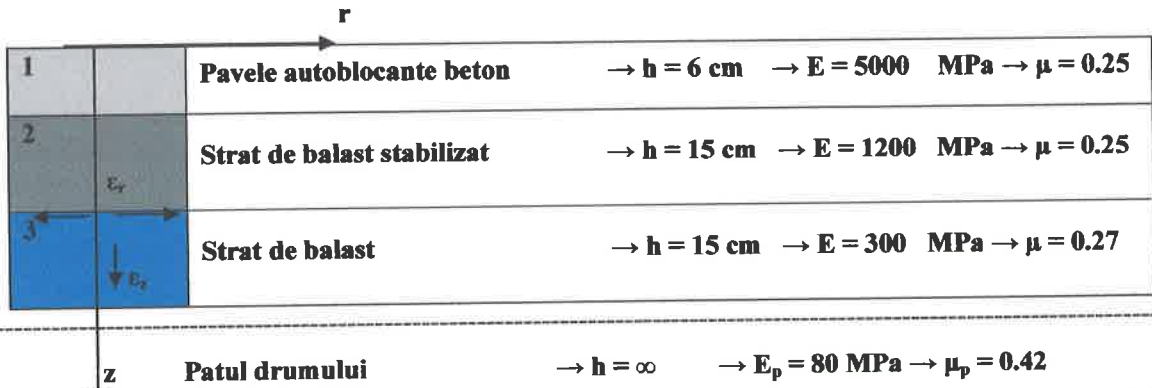 r
1 Pavele autoblocante beton → h = 6 cm → E = 5000 MPa → μ = 0.25
2 Strat de balast stabilizat → h = 15 cm → E = 1200 MPa → μ = 0.25
εr
3 Strat de balast → h = 15 cm → E = 300 MPa → μ = 0.27
εz
z Patul drumului → h = ∞ → Ep = 80 MPa → μp = 0.42